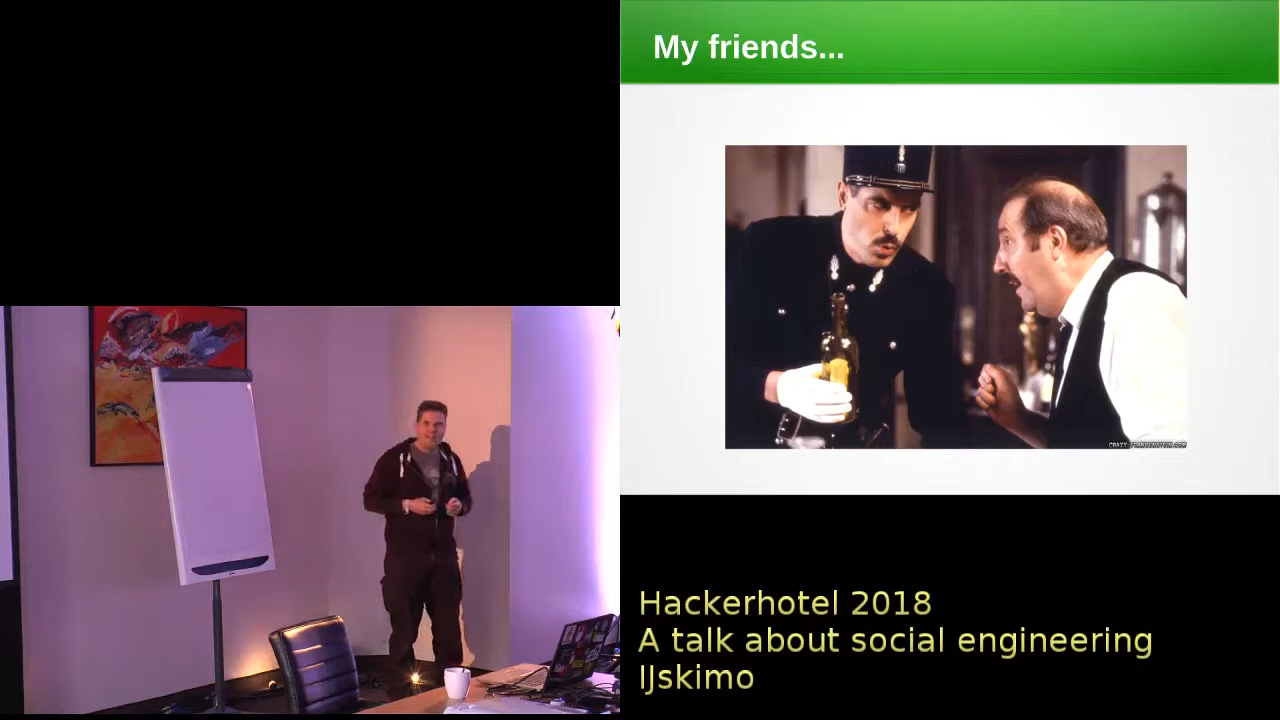 My friends...
Hackerhotel 2018
A talk about social engineering
IJskimo